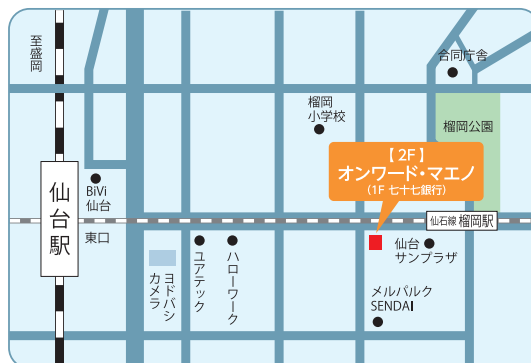 至盛岡
合同庁舎
榴岡
小学校
榴岡公園
【2F】
オンワード・マエノ
(1F 七十七銀行)
BiVi
仙台
仙台駅
仙石線 榴岡駅
東口
仙台
サンプラザ
ヨドバシ
カメラ
ユアテック
ハローワーク
メルパルク
SENDAI